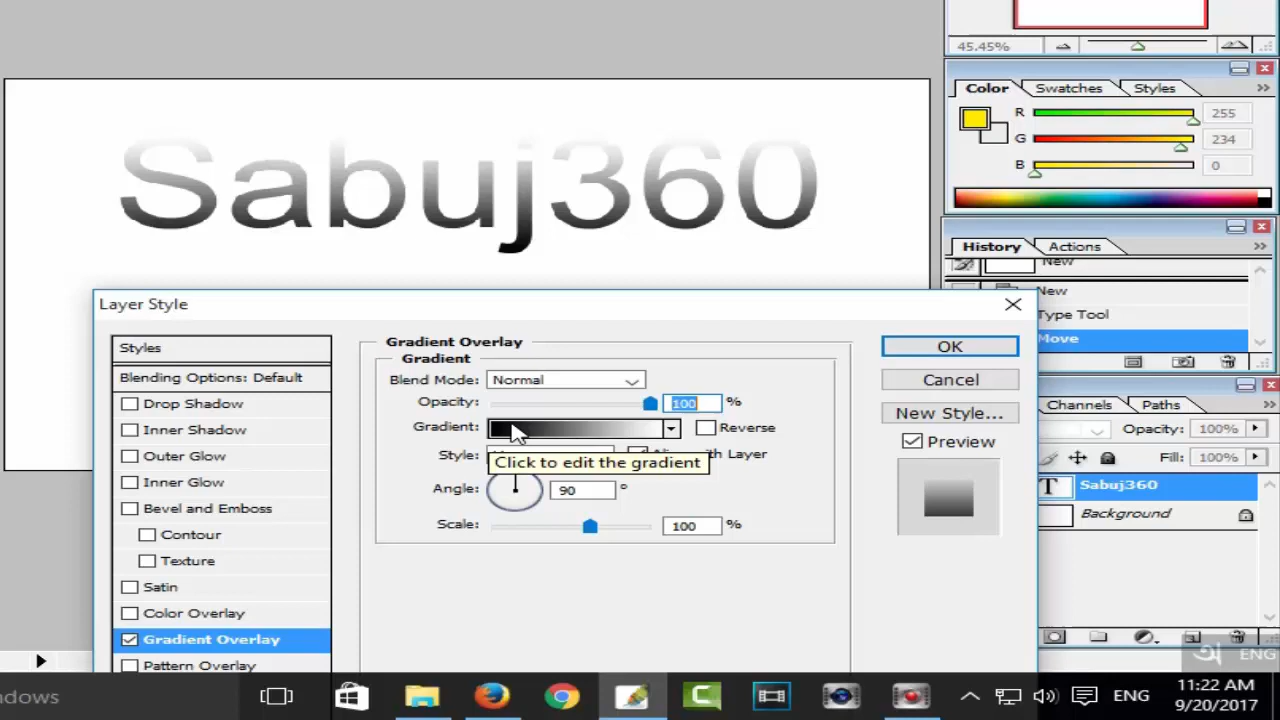 45.45%
Color Swatches Styles
R 255
G 234
B 0
Sabuj360
History Actions
New
New
Type Tool
Move
Layer Style
Styles
Blending Options: Default
Drop Shadow
Inner Shadow
Outer Glow
Inner Glow
Bevel and Emboss
Contour
Texture
Satin
Color Overlay
Gradient Overlay
Pattern Overlay
Gradient Overlay
Gradient
Blend Mode: Normal
Opacity: 100 %
Gradient: Reverse
Style: with Layer
Click to edit the gradient
Angle: 90 °
Scale: 100 %
OK
Cancel
New Style...
Preview
Channels Paths
Opacity: 100%
Fill: 100%
T Sabuj360
Background
অ ENG
dows
ENG
11:22 AM
9/20/2017